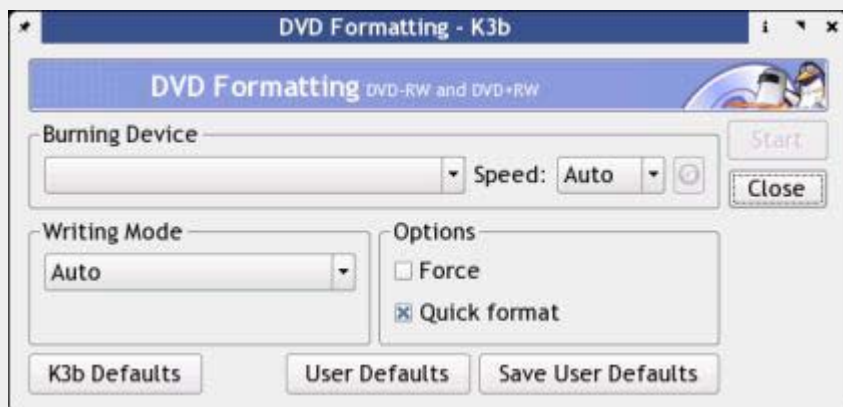 DVD Formatting - K3b
DVD Formatting DVD-RW and DVD+RW
Burning Device
Start
Speed: Auto
Close
Writing Mode
Options
Auto
Force
Quick format
K3b Defaults
User Defaults
Save User Defaults